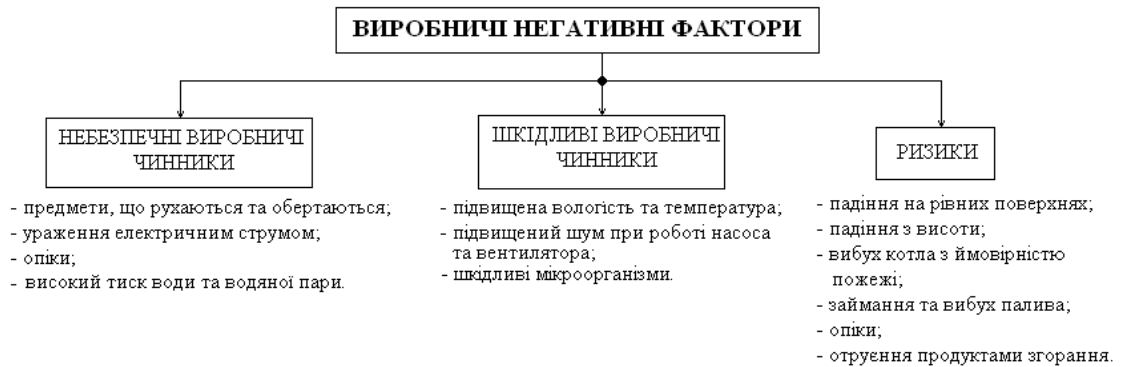 ВИРОБНИЧІ НЕГАТИВНІ ФАКТОРИ
НЕБЕЗПЕЧНІ ВИРОБНИЧІ
ЧИННИКИ
- предмети, що рухаються та обертаються;
- ураження електричним струмом;
- опіки;
- високий тиск води та водяної пари.
ШКІДЛИВІ ВИРОБНИЧІ
ЧИННИКИ
- підвищена вологість та температура;
- підвищений шум при роботі насоса
та вентилятора;
- шкідливі мікроорганізми.
РИЗИКИ
- падіння на рівних поверхнях;
- падіння з висоти;
- вибух котла з ймовірністю
пожежі;
- займання та вибух палива;
- опіки;
- отруєння продуктами згорання.